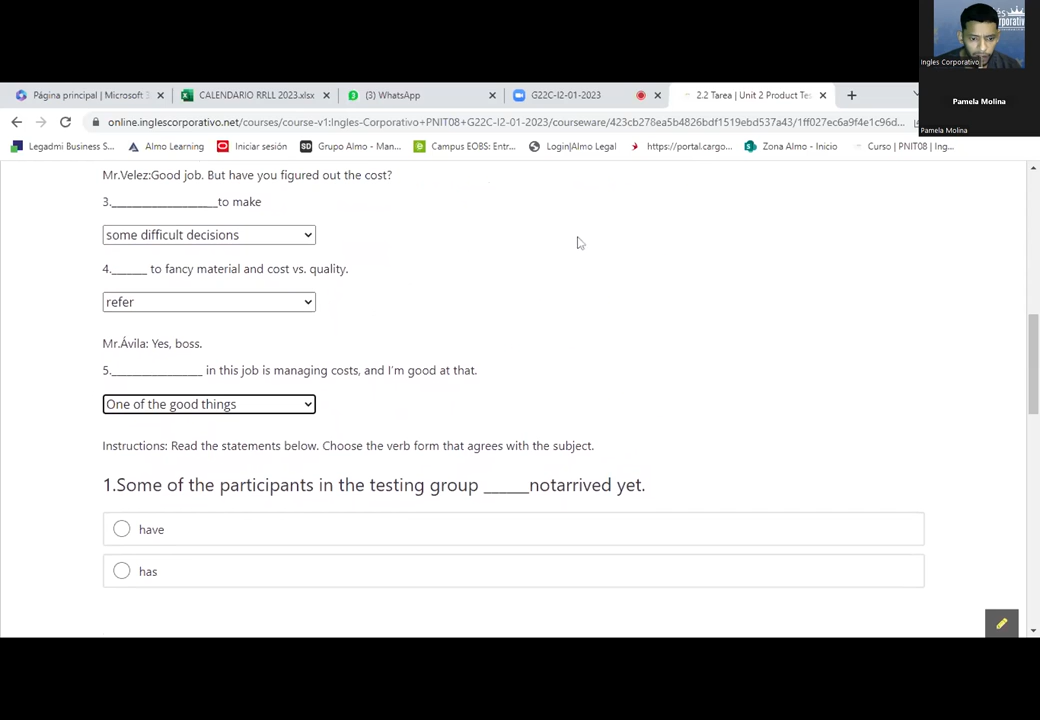 Ingles Corporativo
Pamela Molina
Pamela Molina
Página principal | Microsoft 3
CALENDARIO RRLL 2023.xlsx
(3) WhatsApp
G22C-I2-01-2023
2.2 Tarea | Unit 2 Product Tes
online.inglescorporativo.net/courses/course-v1:Ingles-Corporativo+PNIT08+G22C-I2-01-2023/courseware/423cb278ea5b4826bdf1519ebd537a43/1ff027ec6a9f4e1c96d...
Legadmi Business S...
Almo Learning
Iniciar sesión
Grupo Almo - Man...
Campus EOBS: Entr...
Login|Almo Legal
https://portal.cargo...
Zona Almo - Inicio
Curso | PNIT08 | Ing...
Mr.Velez:Good job. But have you figured out the cost?
3.__________________to make
some difficult decisions
4.______ to fancy material and cost vs. quality.
refer
Mr.Ávila: Yes, boss.
5.________________ in this job is managing costs, and I'm good at that.
One of the good things
Instructions: Read the statements below. Choose the verb form that agrees with the subject.
1.Some of the participants in the testing group ______notarrived yet.
have
has